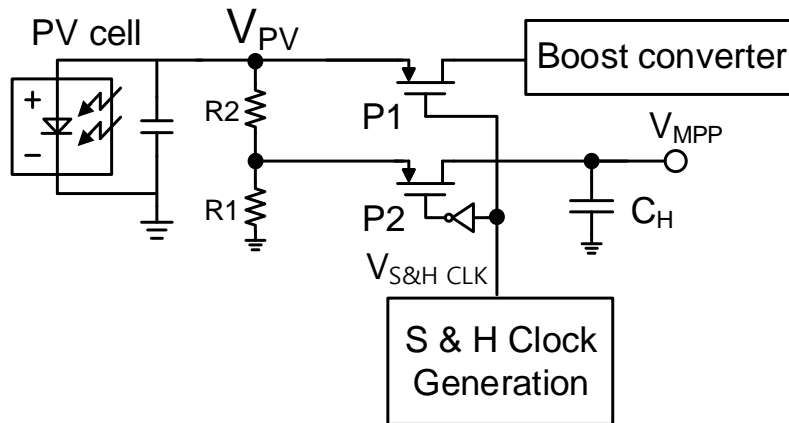 PV cell
V_PV
Boost converter
+
R2
P1
V_MPP
−
R1
P2
C_H
V_S&H CLK
S & H Clock
Generation